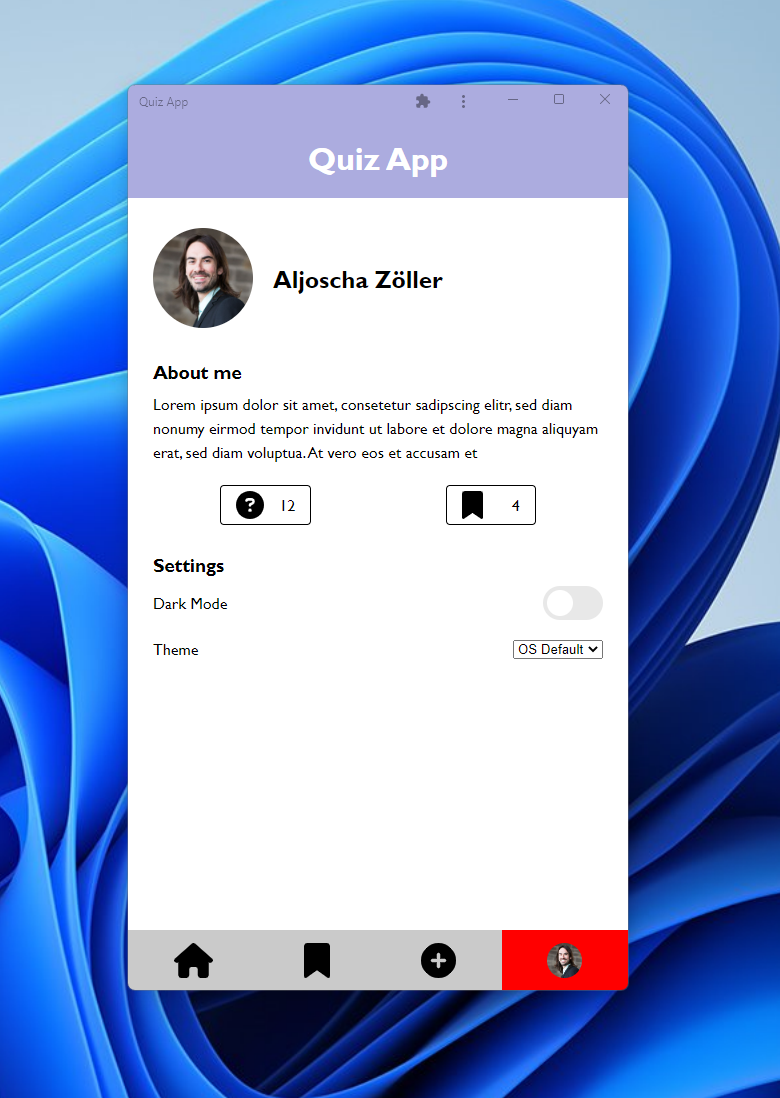 Quiz App
Quiz App
Aljoscha Zöller
About me
Lorem ipsum dolor sit amet, consetetur sadipscing elitr, sed diam
nonumy eirmod tempor invidunt ut labore et dolore magna aliquyam
erat, sed diam voluptua. At vero eos et accusam et
? 12
4
Settings
Dark Mode
Theme
OS Default